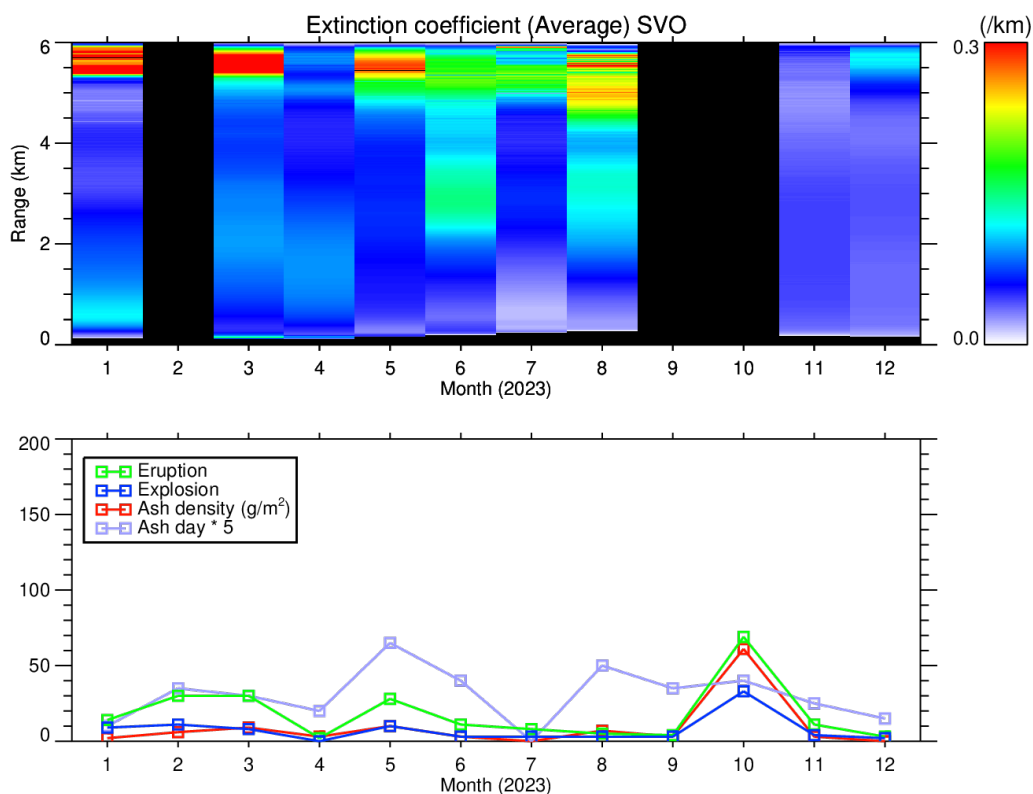 Extinction coefficient (Average) SVO
(/km)
6
4
2
0
Range (km)
0.3
0.0
1 2 3 4 5 6 7 8 9 10 11 12
Month (2023)
200
150
100
50
0
Eruption
Explosion
Ash density (g/m²)
Ash day * 5
1 2 3 4 5 6 7 8 9 10 11 12
Month (2023)